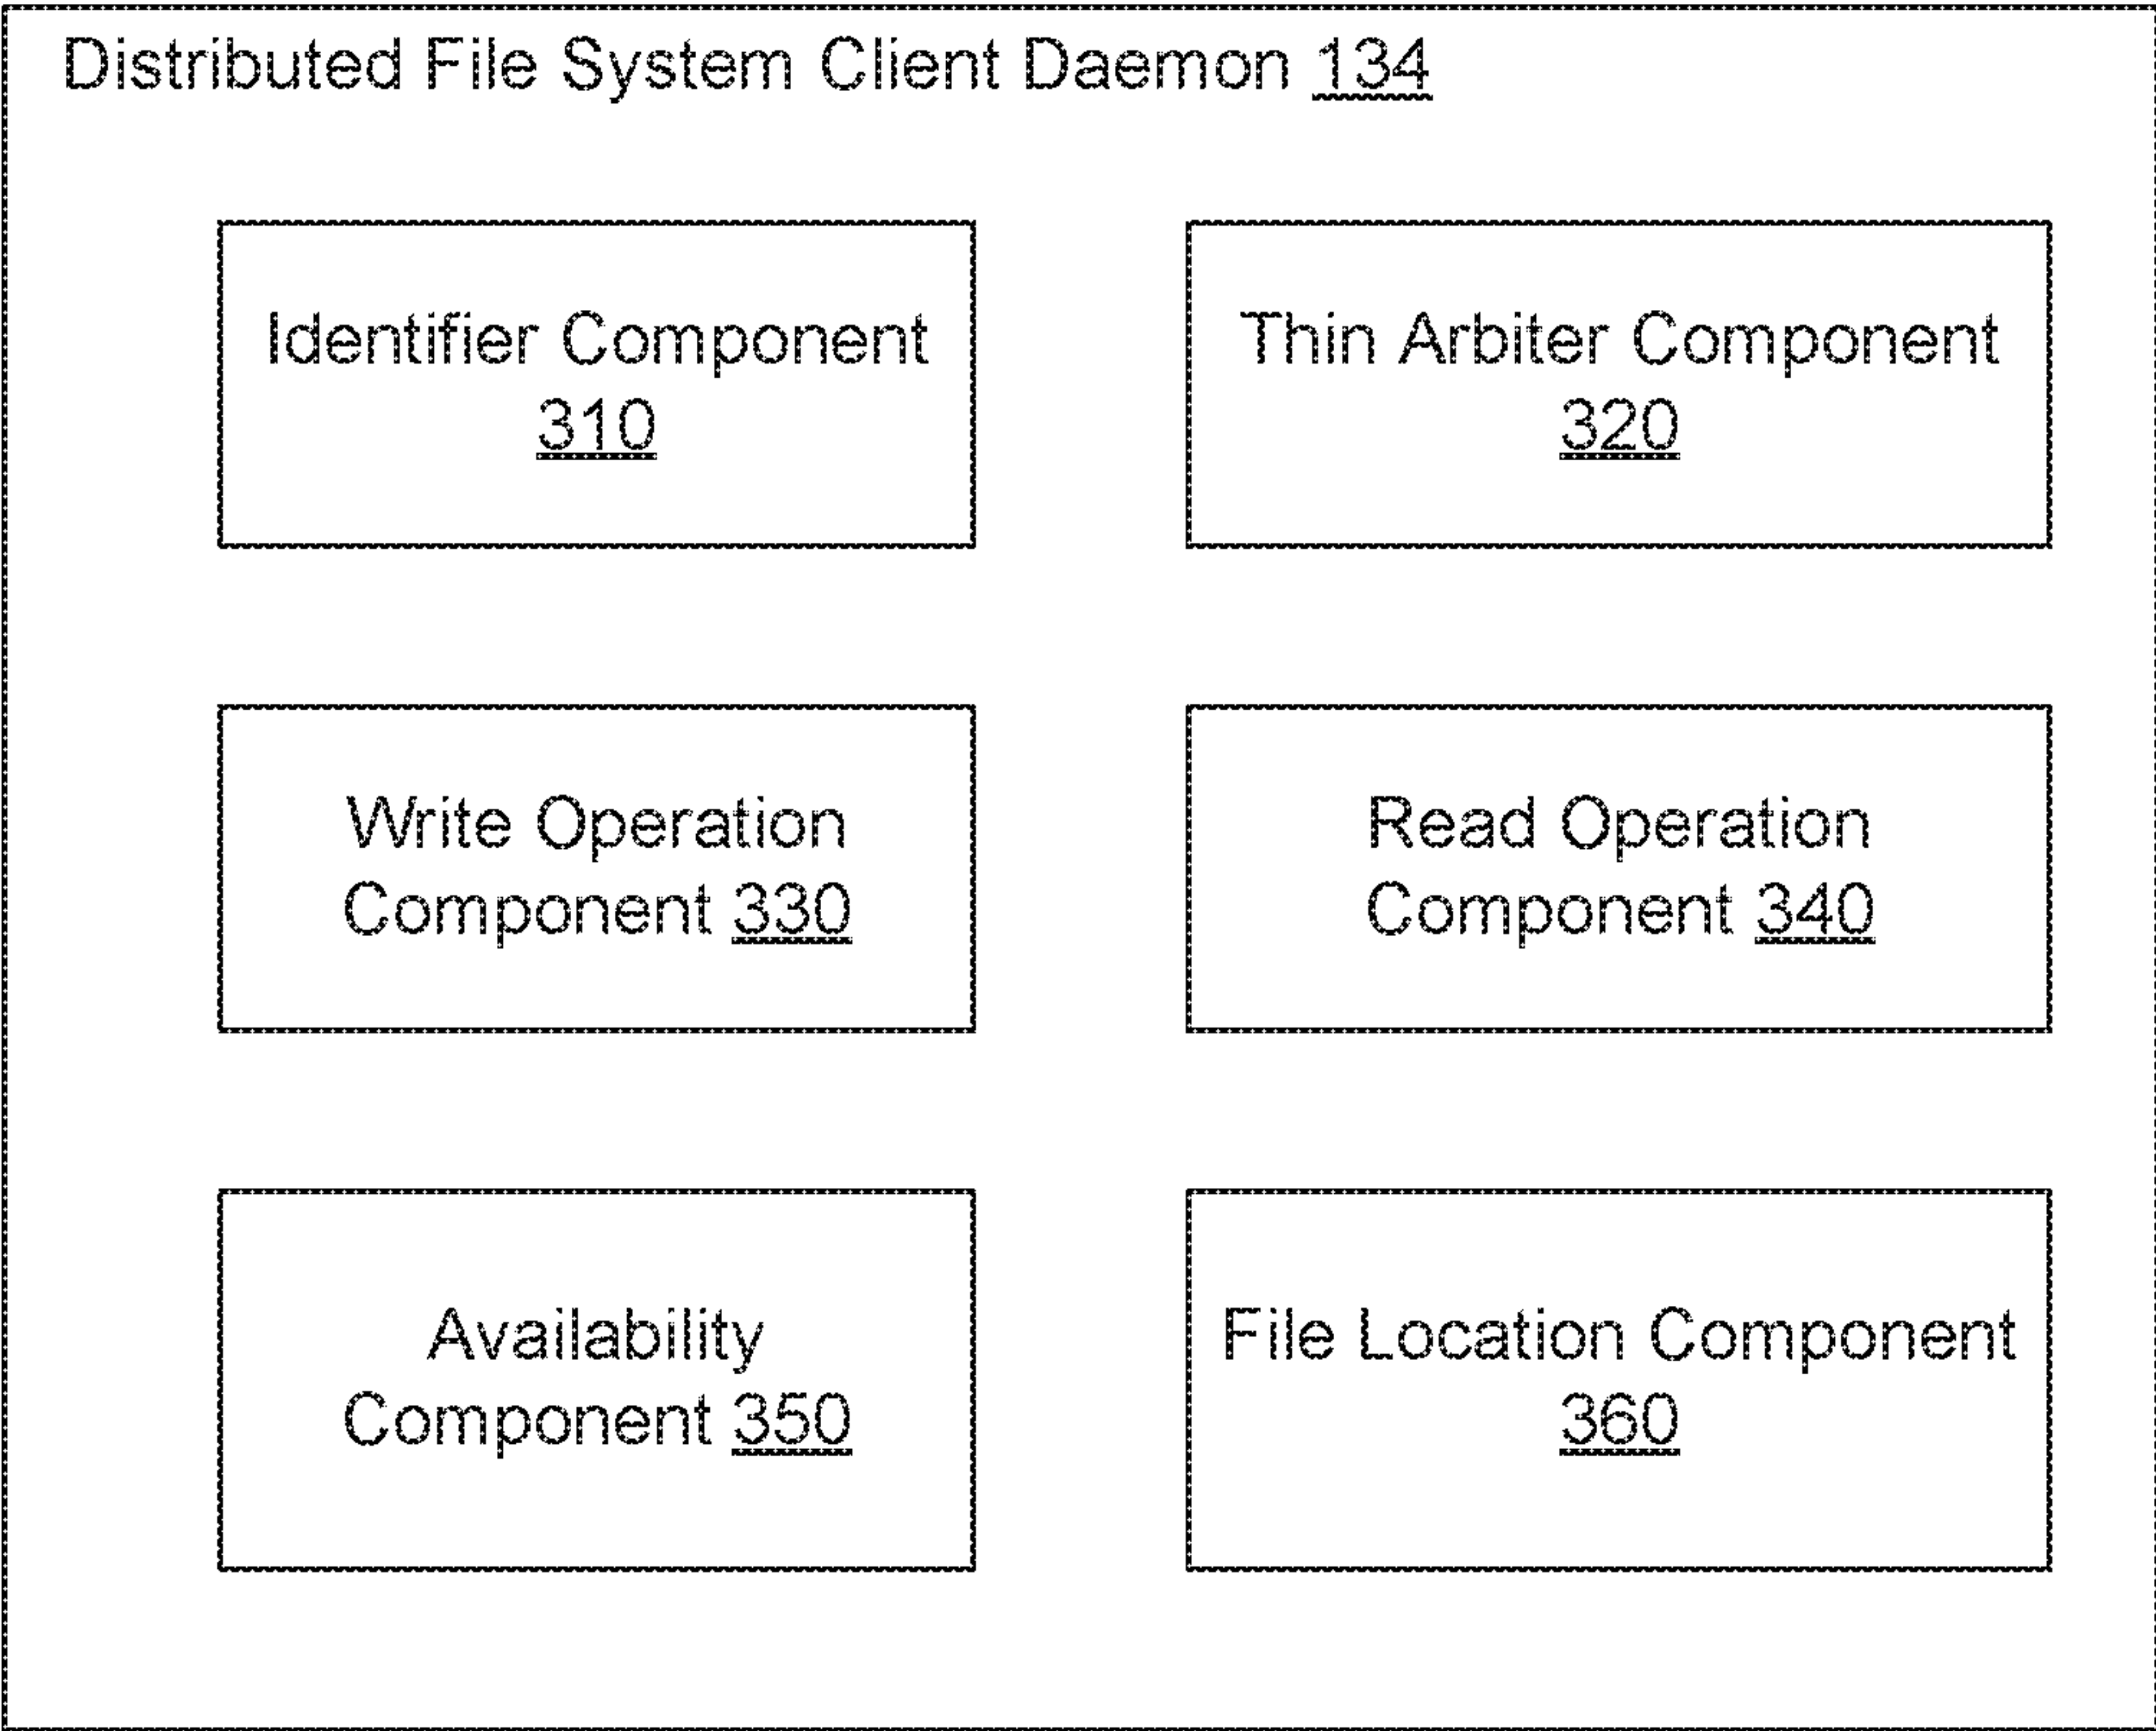 Distributed File System Client Daemon 134
Identifier Component
310
Thin Arbiter Component
320
Write Operation
Component 330
Read Operation
Component 340
Availability
Component 350
File Location Component
360